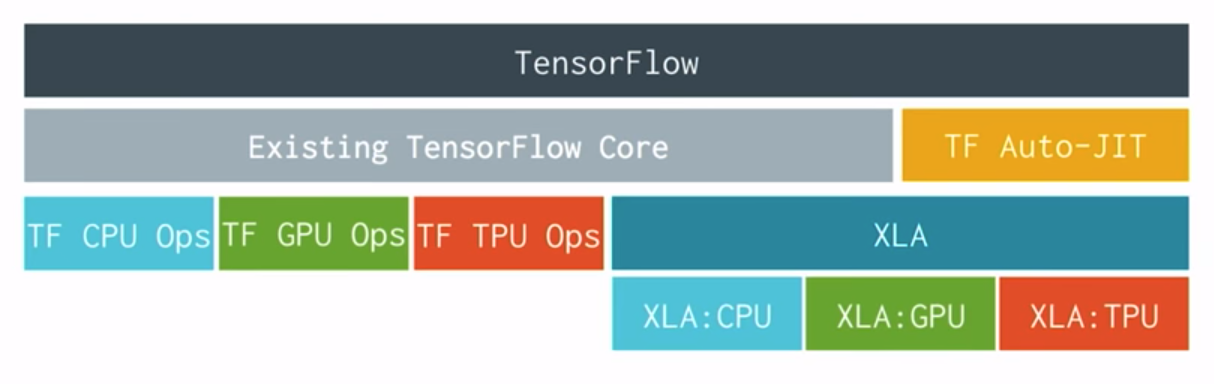 TensorFlow
Existing TensorFlow Core
TF Auto-JIT
TF CPU Ops
TF GPU Ops
TF TPU Ops
XLA
XLA:CPU
XLA:GPU
XLA:TPU